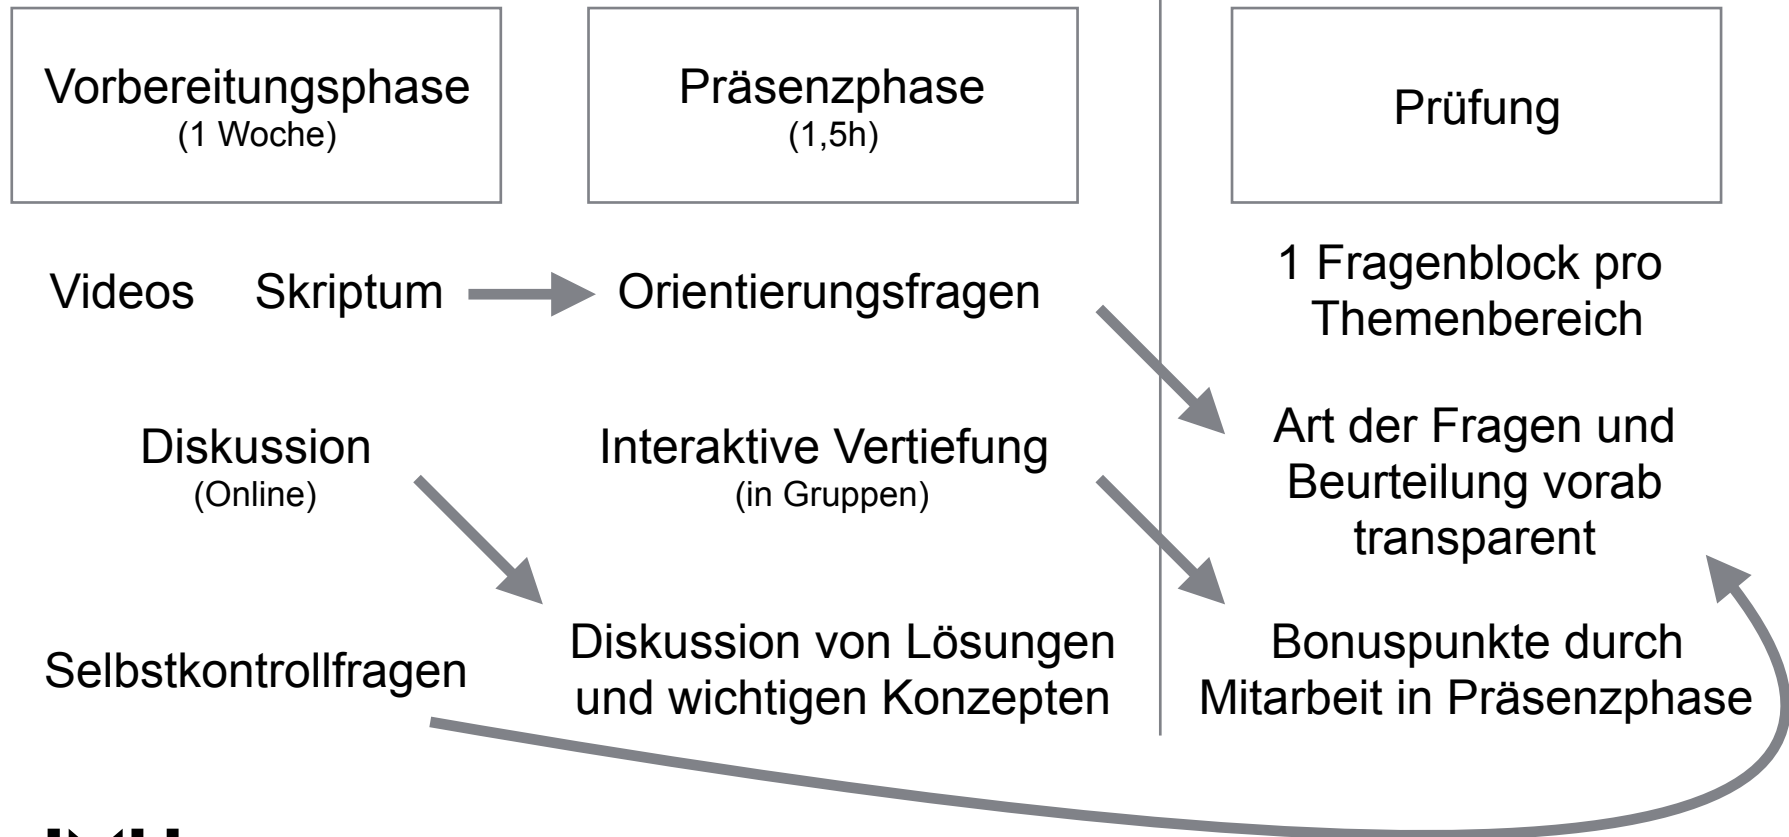 Vorbereitungsphase
(1 Woche)
Präsenzphase
(1,5h)
Prüfung
Videos
Skriptum
Orientierungsfragen
1 Fragenblock pro
Themenbereich
Diskussion
(Online)
Interaktive Vertiefung
(in Gruppen)
Art der Fragen und
Beurteilung vorab
transparent
Selbstkontrollfragen
Diskussion von Lösungen
und wichtigen Konzepten
Bonuspunkte durch
Mitarbeit in Präsenzphase